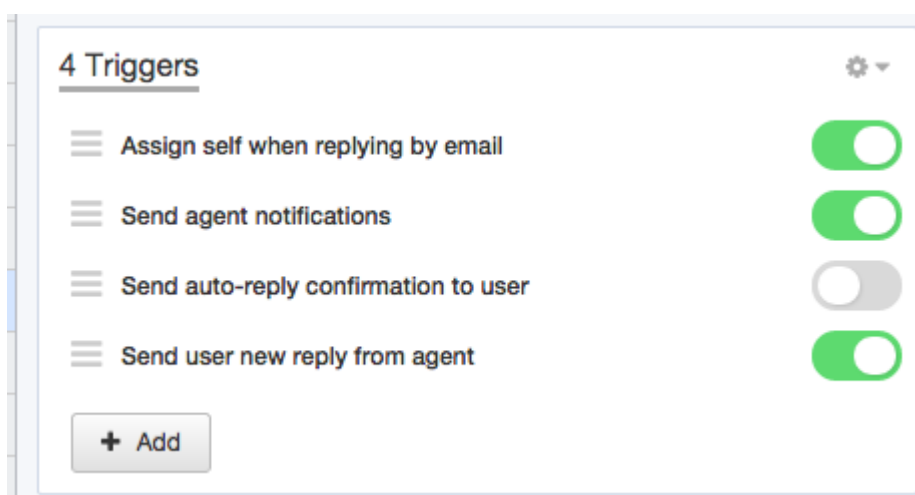 4 Triggers
Assign self when replying by email
Send agent notifications
Send auto-reply confirmation to user
Send user new reply from agent
+ Add